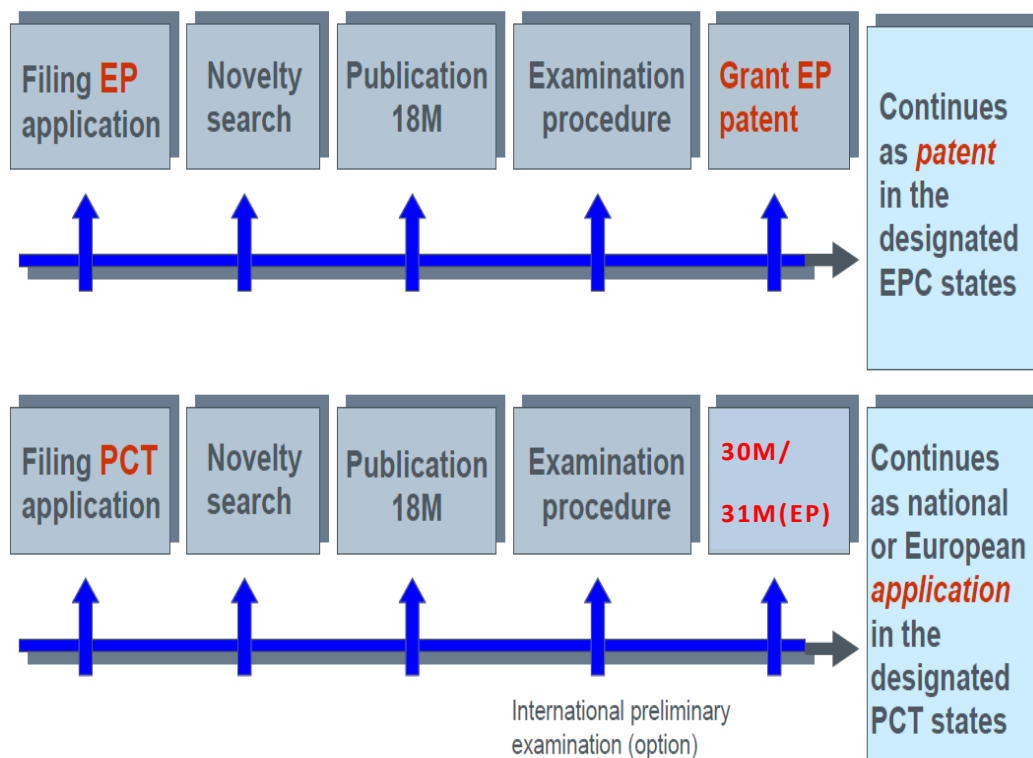 Filing EP
application
Novelty
search
Publication
18M
Examination
procedure
Grant EP
patent
Continues
as patent
in the
designated
EPC states
Filing PCT
application
Novelty
search
Publication
18M
Examination
procedure
30M/
31M(EP)
Continues
as national
or European
application
in the
designated
PCT states
International preliminary
examination (option)